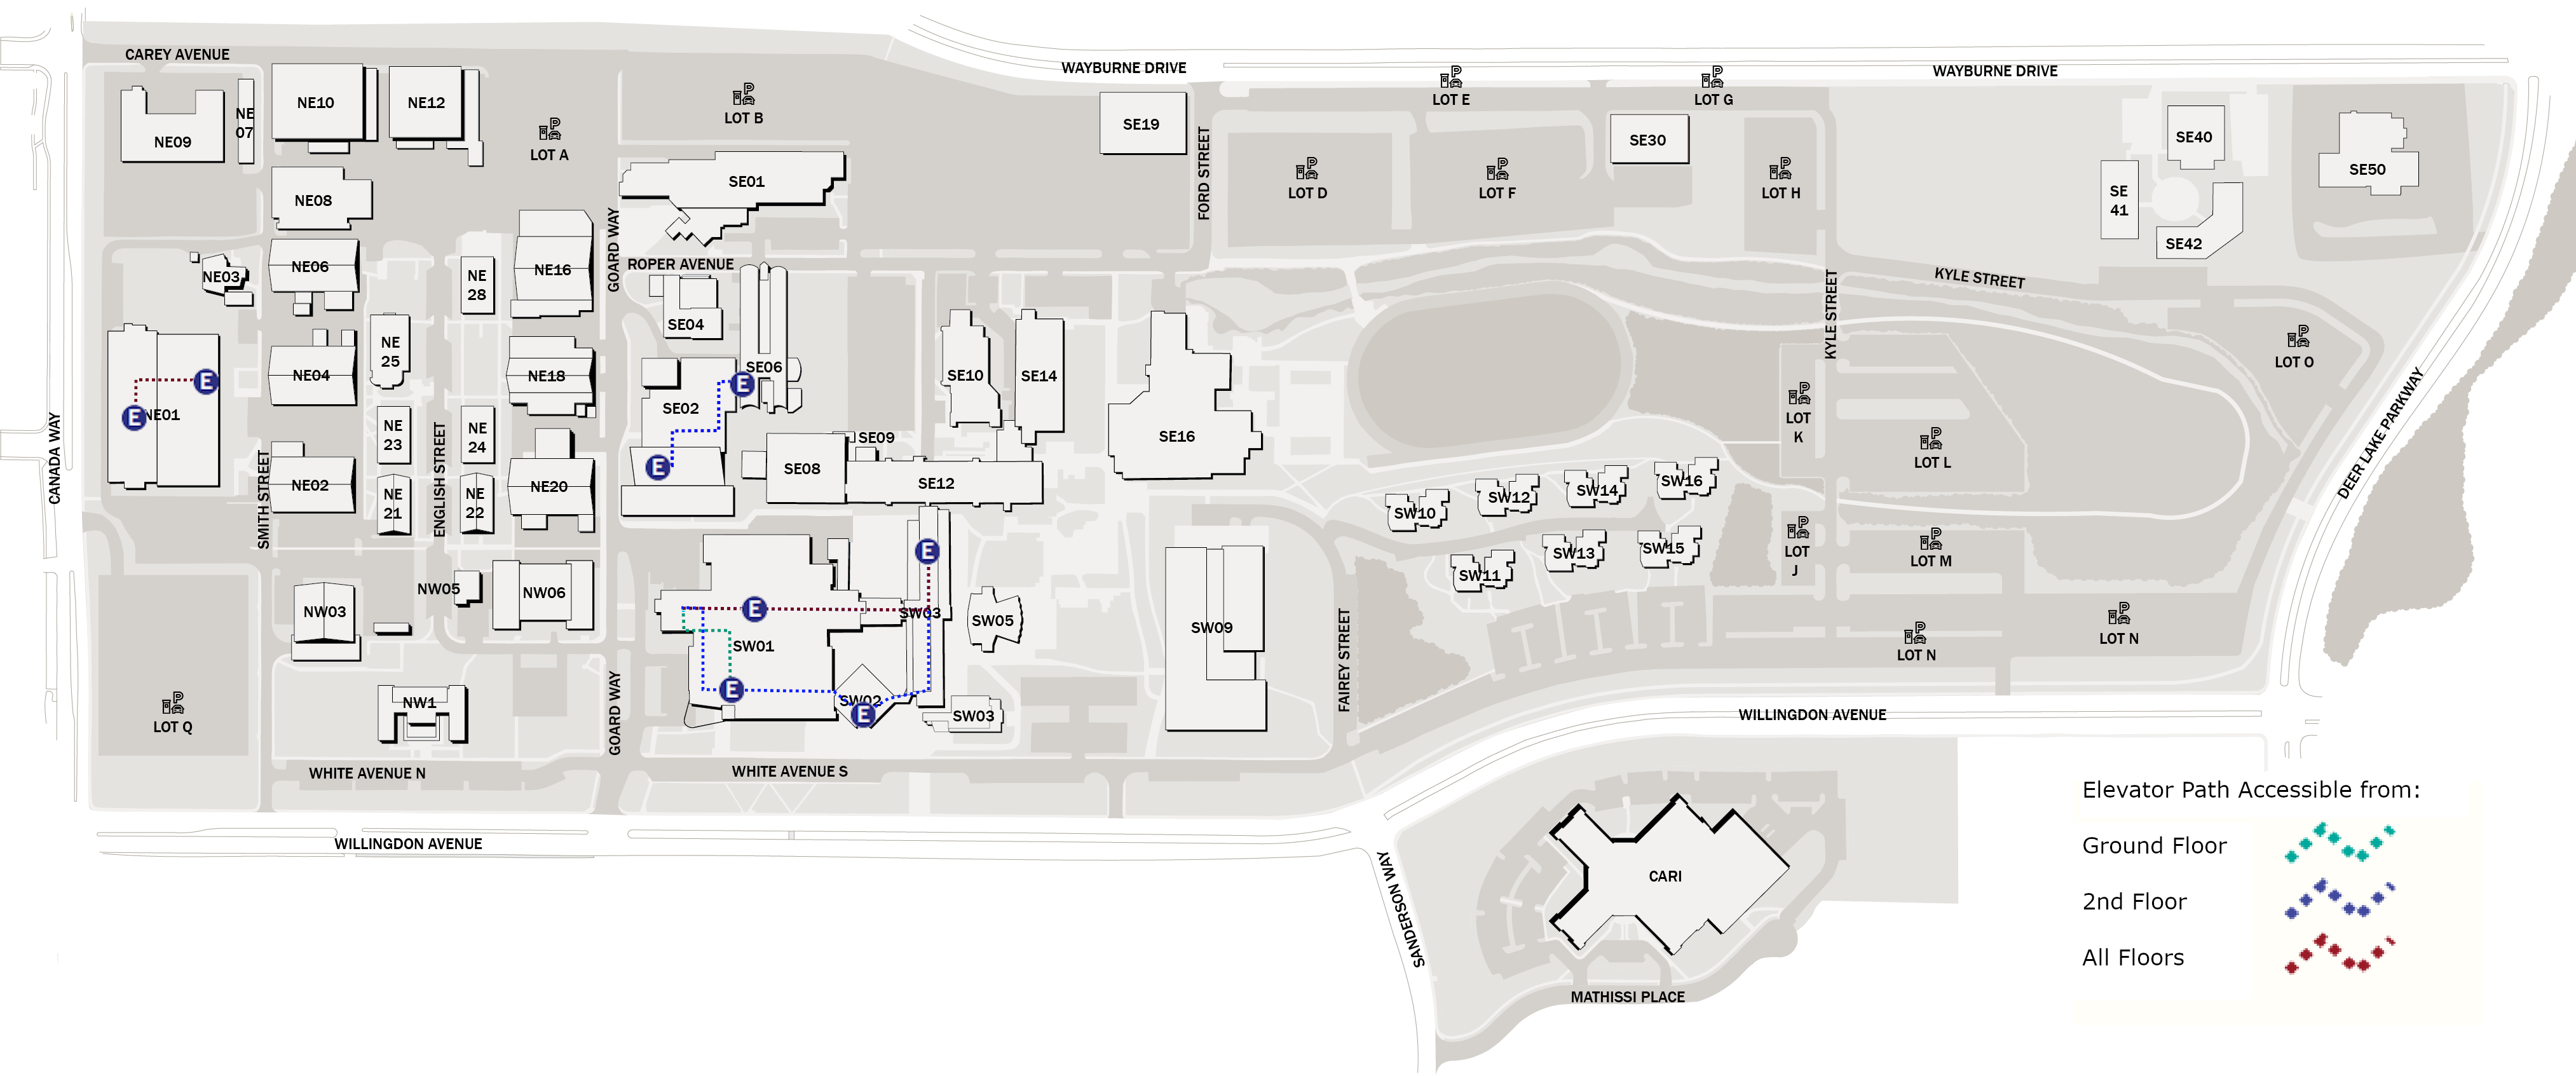 CAREY AVENUE
WAYBURNE DRIVE
WAYBURNE DRIVE
NE09
NE
07
NE10
NE12
LOT A
LOT B
SE19
LOT E
LOT G
SE30
SE40
SE
41
SE42
SE50
NE08
SE01
FORD STREET
LOT D
LOT F
LOT H
NE03
NE06
NE
28
NE16
GOARD WAY
ROPER AVENUE
KYLE STREET
KYLE STREET
SE04
SE06
NE
25
NE04
NE18
SE02
SE10
SE14
SE16
LOT O
DEER LAKE PARKWAY
E
E
NE01
E
E
CANADA WAY
NE
23
NE
24
ENGLISH STREET
SE09
SE08
SE12
LOT
K
LOT L
SMITH STREET
NE02
NE
21
NE
22
NE20
SW10
SW12
SW14
SW16
SW11
SW13
SW15
LOT
J
LOT M
NW03
NW05
NW06
E
E
SW03
SW01
SW05
SW09
FAIREY STREET
LOT N
LOT N
LOT Q
NW1
GOARD WAY
E
SW02
E
SW03
WILLINGDON AVENUE
WHITE AVENUE N
WHITE AVENUE S
WILLINGDON AVENUE
SANDERSON WAY
CARI
MATHISSI PLACE
Elevator Path Accessible from:
Ground Floor
2nd Floor
All Floors